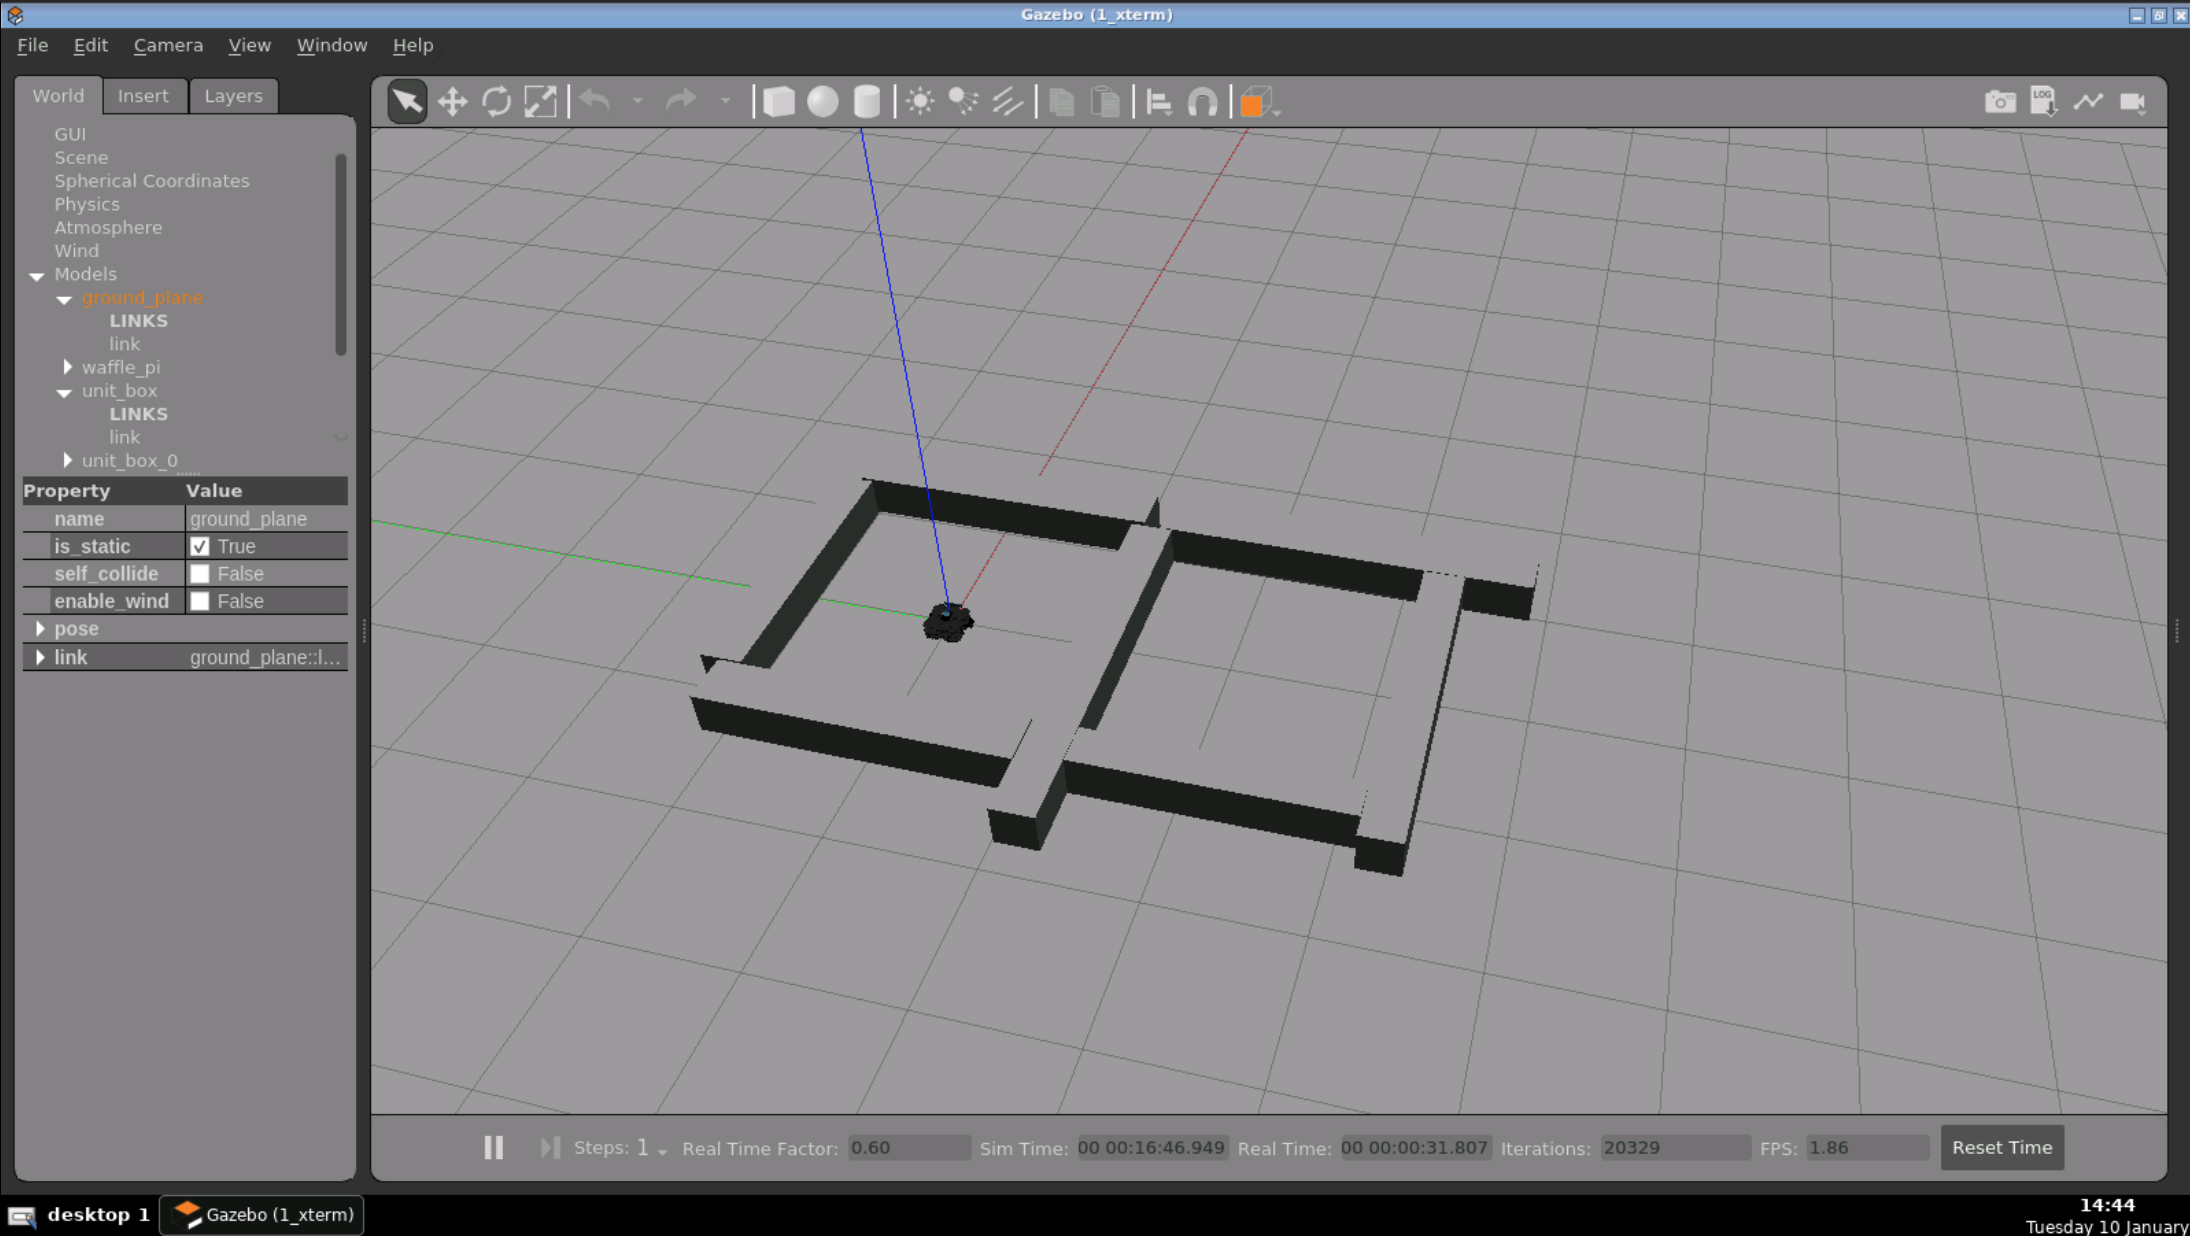 Gazebo (1_xterm)
File Edit Camera View Window Help
World Insert Layers
LOG
GUI
Scene
Spherical Coordinates
Physics
Atmosphere
Wind
Models
ground_plane
LINKS
link
waffle_pi
unit_box
LINKS
link
unit_box_0
Property Value
name ground_plane
is_static True
self_collide False
enable_wind False
pose
link ground_plane::l...
Steps: 1 Real Time Factor: 0.60 Sim Time: 00 00:16:46.949 Real Time: 00 00:00:31.807 Iterations: 20329 FPS: 1.86 Reset Time
desktop 1 Gazebo (1_xterm) 14:44
Tuesday 10 January